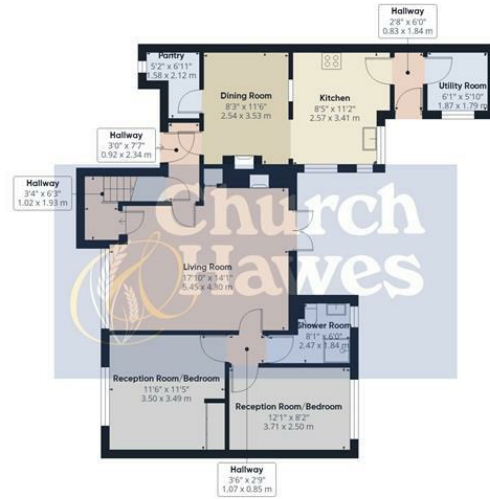 Hallway
2'8" x 6'0"
0.83 x 1.84 m
Pantry
5'2" x 6'11"
1.58 x 2.12 m
Dining Room
8'3" x 11'6"
2.54 x 3.53 m
Kitchen
8'5" x 11'2"
2.57 x 3.41 m
Utility Room
6'1" x 5'10"
1.87 x 1.79 m
Hallway
3'0" x 7'7"
0.92 x 2.34 m
Hallway
3'4" x 6'3"
1.02 x 1.93 m
Church
Hawes
Living Room
17'10" x 14'1"
5.45 x 4.30 m
Shower Room
8'1" x 6'0"
2.47 x 1.84 m
Reception Room/Bedroom
11'6" x 11'5"
3.50 x 3.49 m
Reception Room/Bedroom
12'1" x 8'2"
3.71 x 2.50 m
Hallway
3'6" x 2'9"
1.07 x 0.85 m